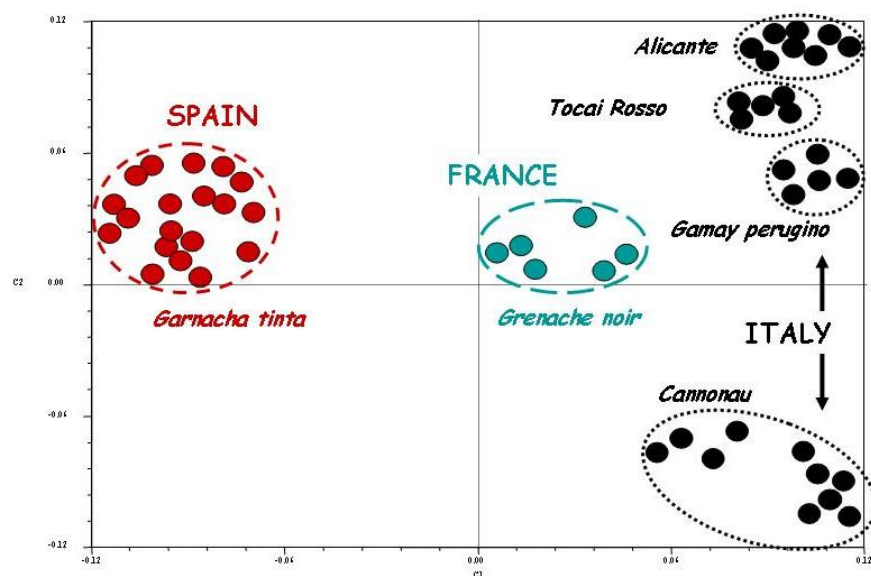 0.12
Alicante
Tocai Rosso
SPAIN
0.06
FRANCE
Gamay perugino
C2
0.00
Garnacha tinta
Grenache noir
ITALY
Cannonau
-0.06
-0.12
-0.12
-0.06
0.00
0.06
0.12
C1